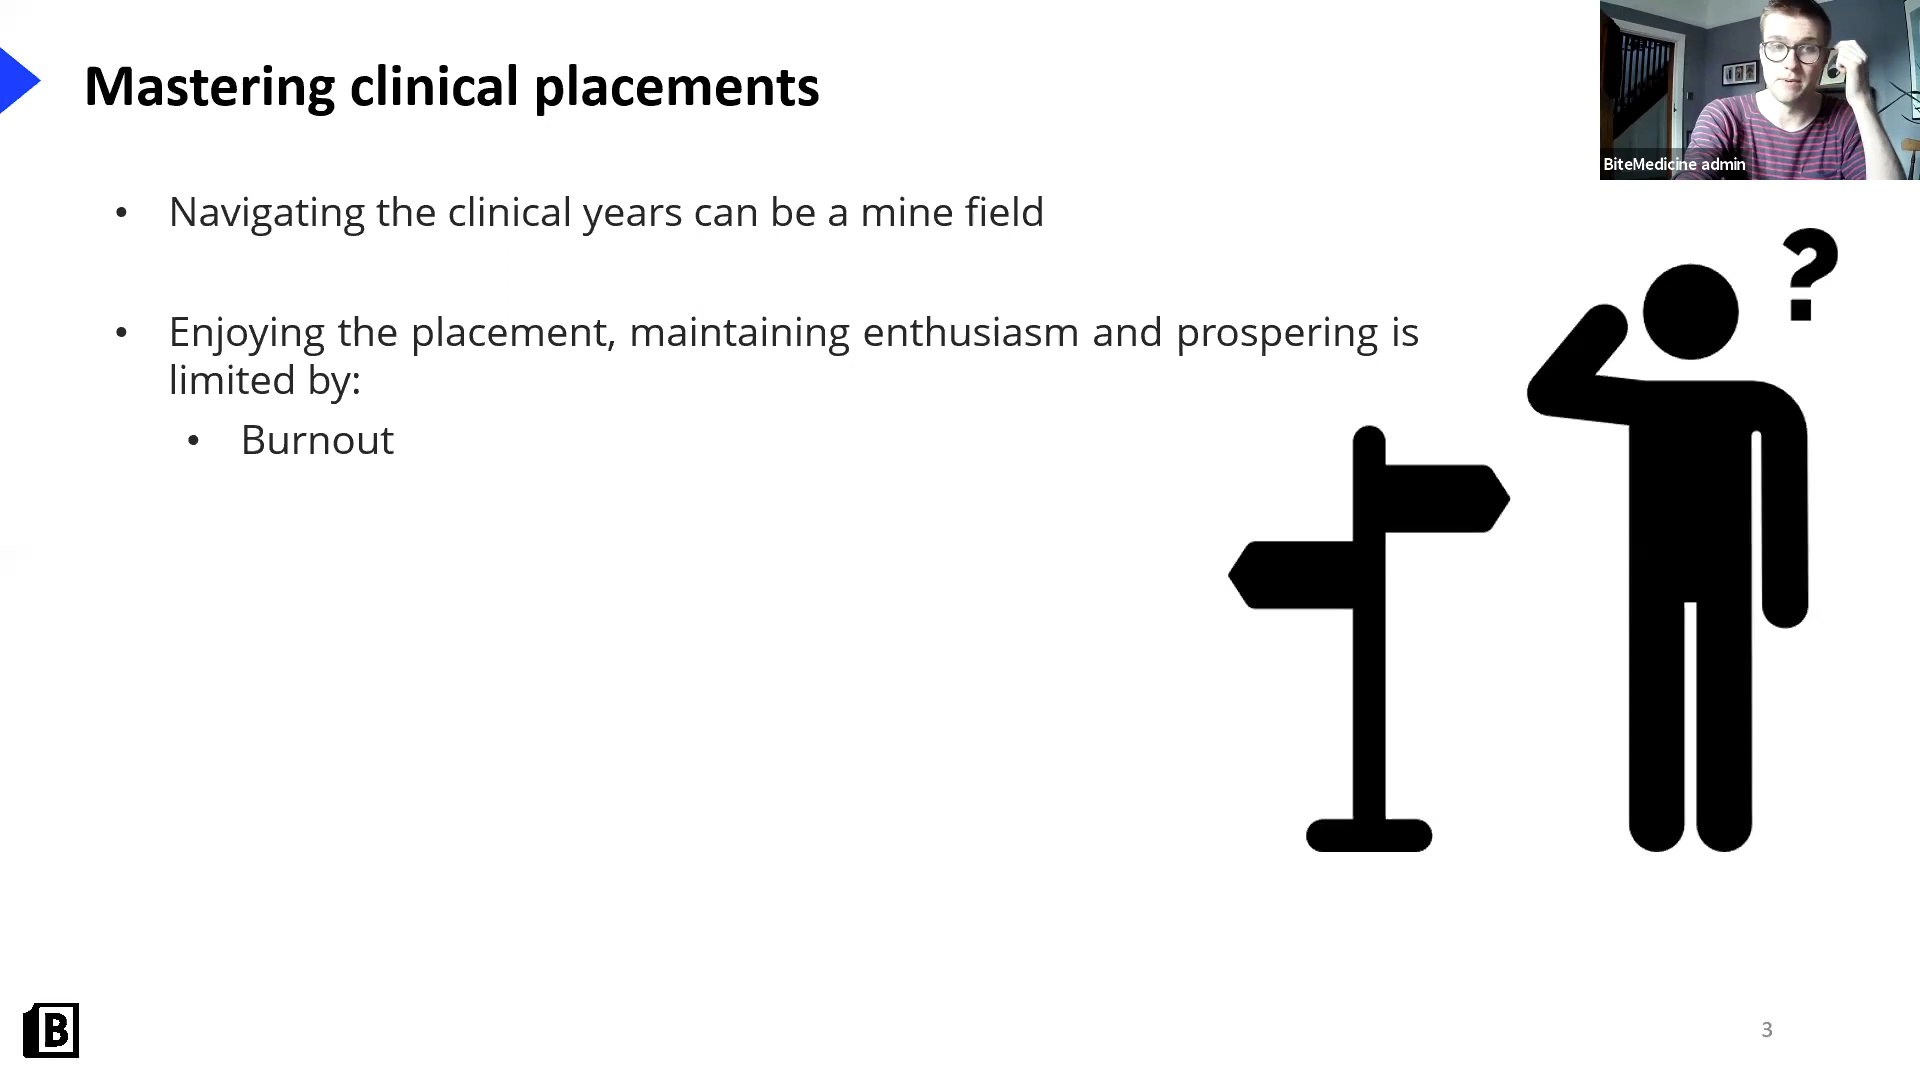 Mastering clinical placements
BiteMedicine admin
• Navigating the clinical years can be a mine field
• Enjoying the placement, maintaining enthusiasm and prospering is
limited by:
• Burnout
?
B
3